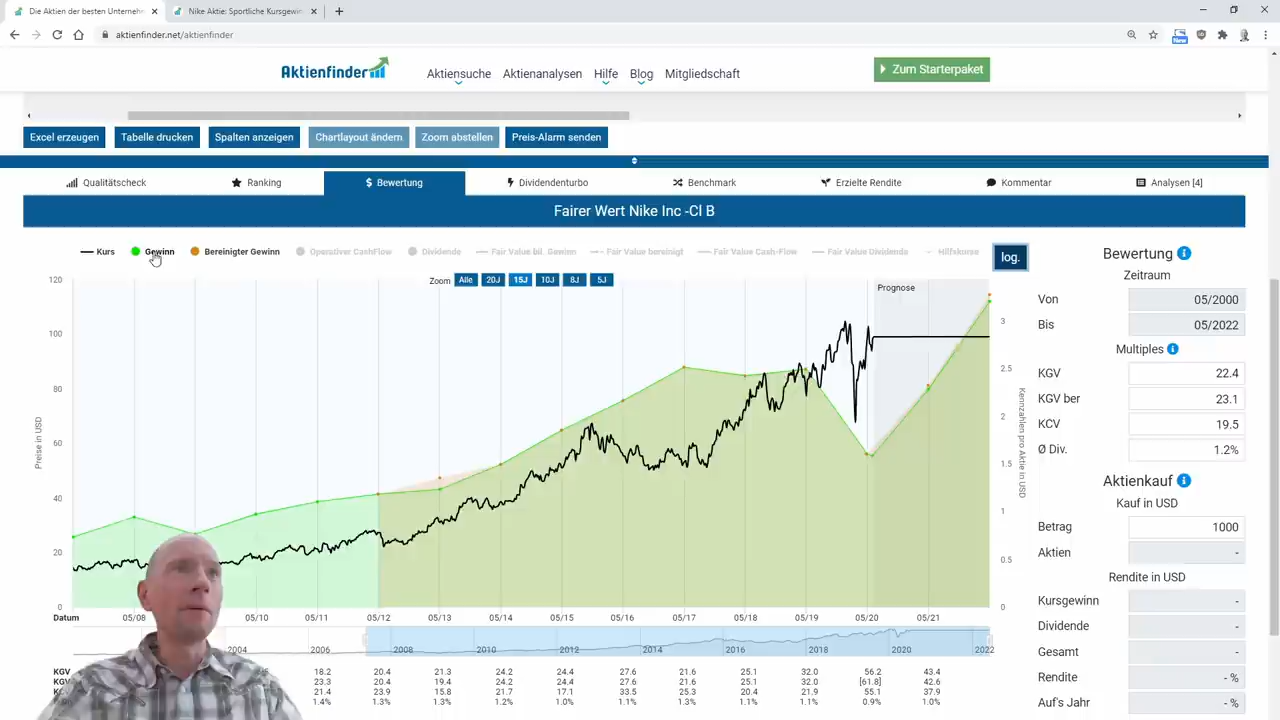 Die Aktien der besten Unternehm
Nike Aktie: Sportliche Kursgewin
aktienfinder.net/aktienfinder
New
Aktienfinder
Aktiensuche Aktienanalysen Hilfe Blog Mitgliedschaft
Zum Starterpaket
Excel erzeugen Tabelle drucken Spalten anzeigen Chartlayout ändern Zoom abstellen Preis-Alarm senden
Qualitätscheck Ranking $ Bewertung Dividendenturbo Benchmark Erzielte Rendite Kommentar Analysen [4]
Fairer Wert Nike Inc -Cl B
Kurs Gewinn Bereinigter Gewinn Operativer CashFlow Dividende Fair Value bil. Gewinn Fair Value bereinigt Fair Value Cash-Flow Fair Value Dividende Hilfskurse
log.
Zoom Alle 20J 15J 10J 8J 5J
Prognose
Preise in USD
120
100
80
60
40
20
0
Kennzahlen pro Aktie in USD
3
2.5
2
1.5
1
0.5
0
Datum 05/08 05/10 05/11 05/12 05/13 05/14 05/15 05/16 05/17 05/18 05/19 05/20 05/21
2004 2006 2008 2010 2012 2014 2016 2018 2020 2022
KGV 18.2 20.4 21.3 24.2 24.4 27.6 21.6 25.1 32.0 56.2 43.4
KG 23.3 20.4 19.4 24.2 24.4 27.6 21.6 25.1 32.0 [61.8] 42.6
21.4 23.9 15.8 21.7 17.1 33.5 25.3 20.4 21.9 55.1 37.9
1.4% 1.3% 1.3% 1.2% 1.0% 1.1% 1.3% 1.1% 1.1% 0.9% 1.0%
Bewertung
Zeitraum
Von 05/2000
Bis 05/2022
Multiples
KGV 22.4
KGV ber 23.1
KCV 19.5
Ø Div. 1.2%
Aktienkauf
Kauf in USD
Betrag 1000
Aktien -
Rendite in USD
Kursgewinn -
Dividende -
Gesamt -
Rendite - %
Auf's Jahr - %